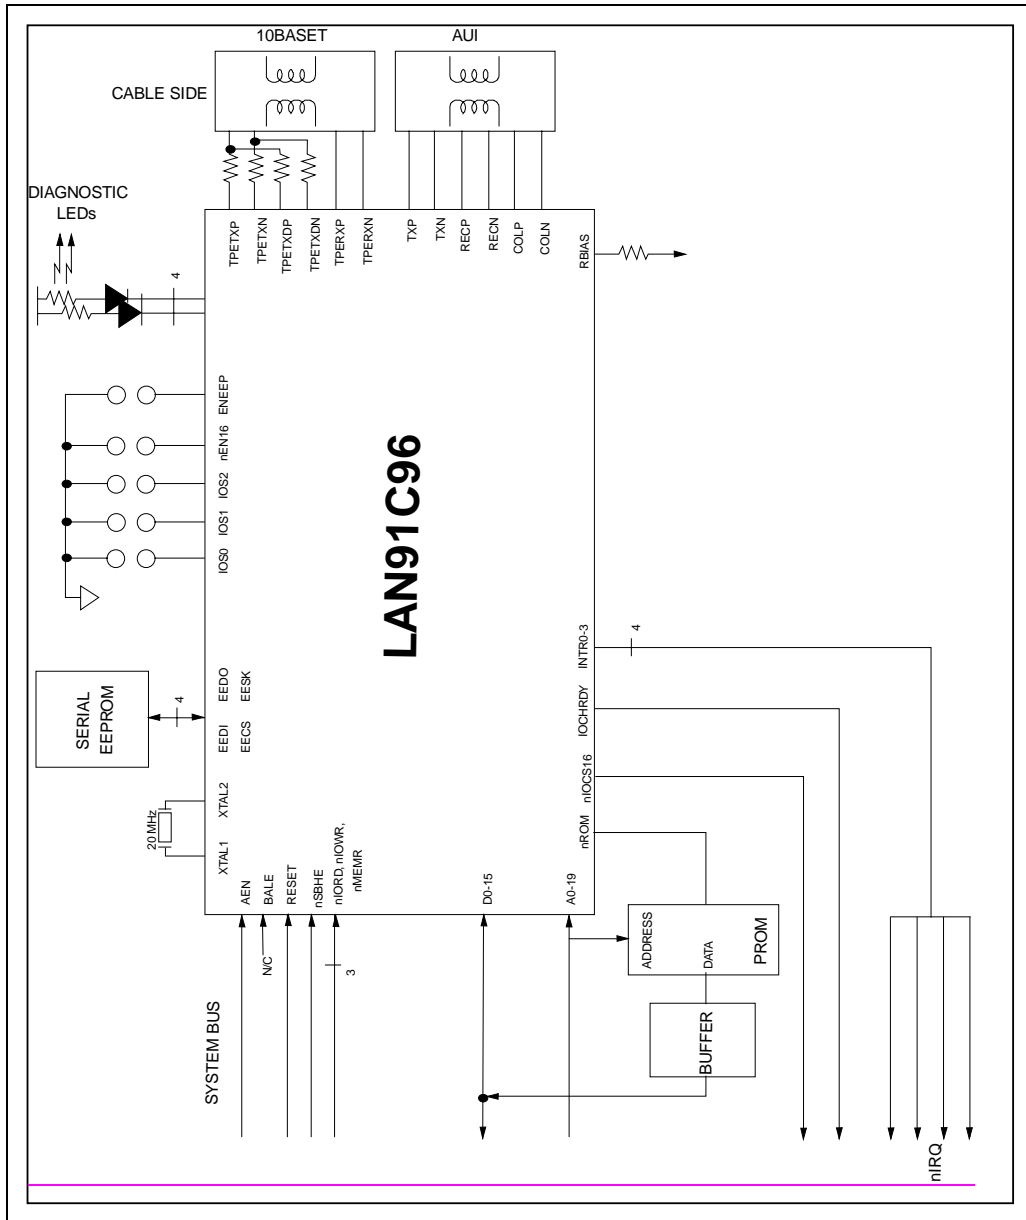 10BASET
AUI
CABLE SIDE
DIAGNOSTIC
LEDs
4
TPETXP
TPETXN
TPETXDP
TPETXDN
TPERXP
TPERXN
TXP
TXN
RECP
RECN
COLP
COLN
RBIAS
ENEEP
nEN16
IOS2
IOS1
IOS0
LAN91C96
SERIAL
EEPROM
4
EEDO
EESK
EEDI
EECS
XTAL2
20 MHz
XTAL1
INTR0-3
4
IOCHRDY
nIOCS16
nROM
AEN
BALE
RESET
nSBHE
nIORD, nIOWR,
nMEMR
D0-15
A0-19
N/C
3
SYSTEM BUS
ADDRESS
DATA
PROM
BUFFER
nIRQ